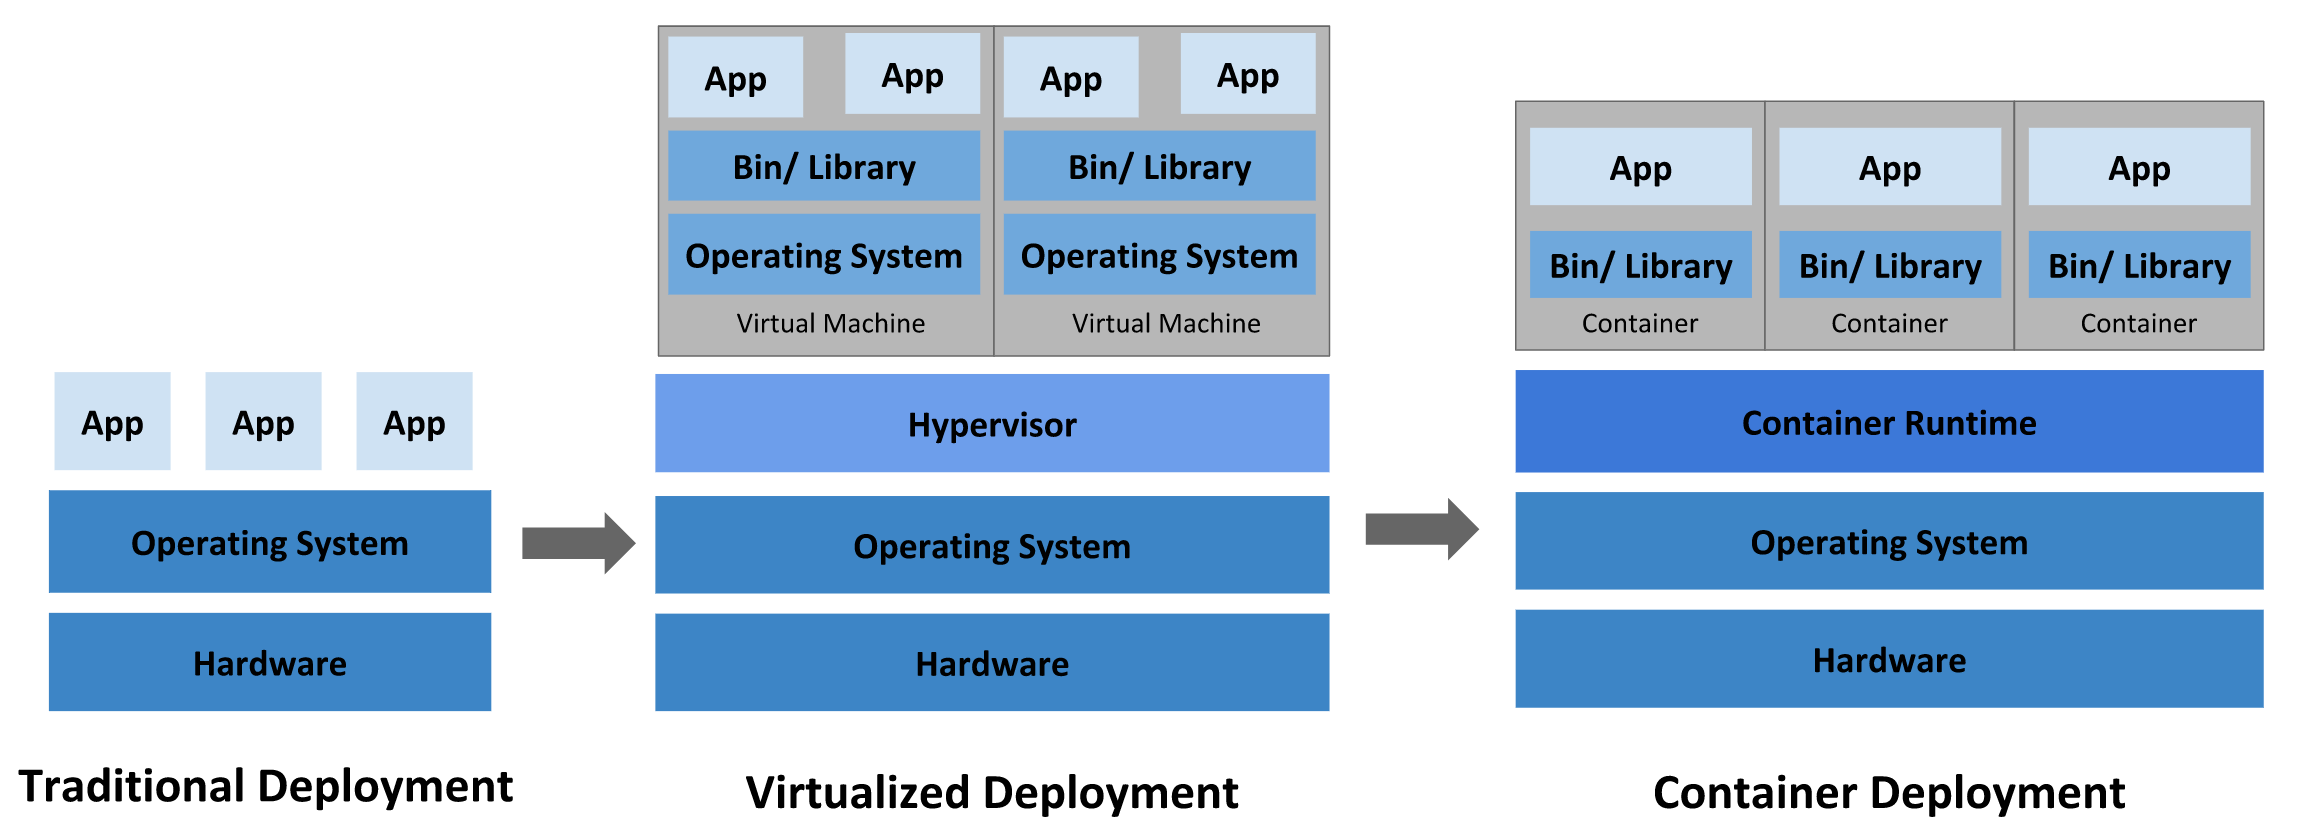 App
App
App
Operating System
Hardware
Traditional Deployment
App
App
App
App
Bin/ Library
Bin/ Library
Operating System
Operating System
Virtual Machine
Virtual Machine
Hypervisor
Operating System
Hardware
Virtualized Deployment
App
App
App
Bin/ Library
Bin/ Library
Bin/ Library
Container
Container
Container
Container Runtime
Operating System
Hardware
Container Deployment